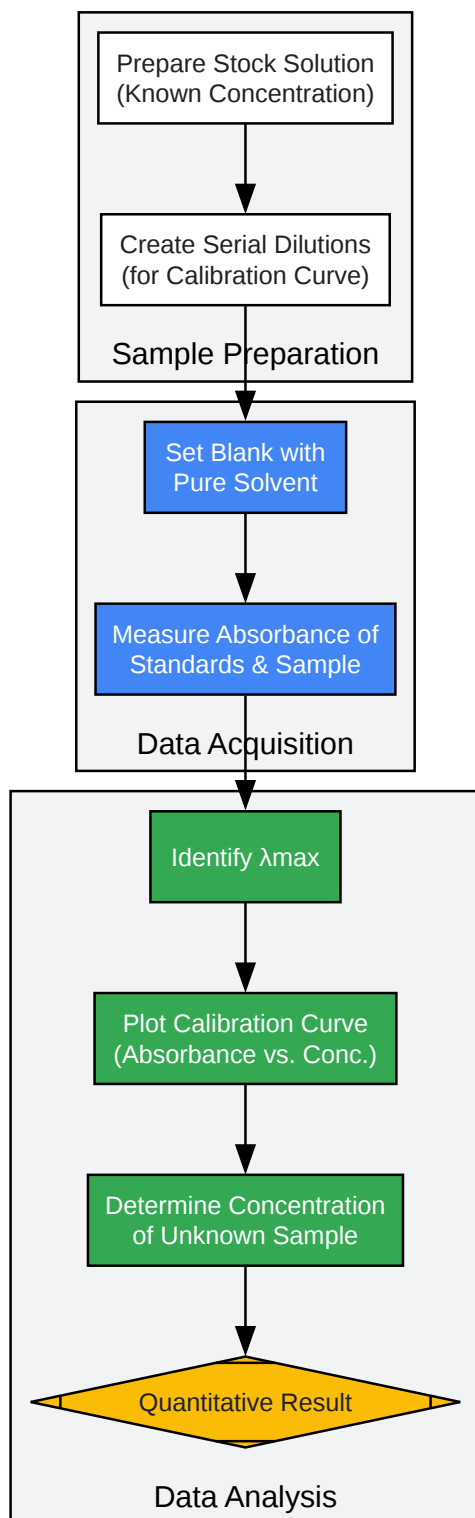 Prepare Stock Solution
(Known Concentration)
Create Serial Dilutions
(for Calibration Curve)
Sample Preparation
Set Blank with
Pure Solvent
Measure Absorbance of
Standards & Sample
Data Acquisition
Identify λmax
Plot Calibration Curve
(Absorbance vs. Conc.)
Determine Concentration
of Unknown Sample
Quantitative Result
Data Analysis